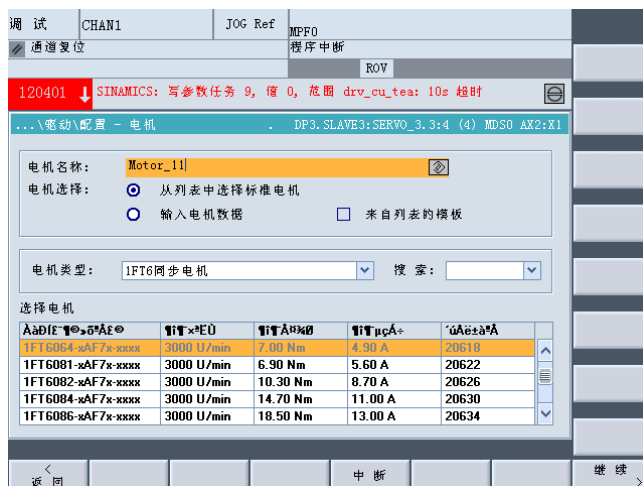 调 试 CHAN1 JOG Ref MPF0
通道复位 程序中断
ROV
120401 SINAMICS: 写参数任务 9, 值 0, 范围 drv_cu_tea: 10s 超时
...\驱动\配置 - 电机 . DP3.SLAVE3:SERVO_3.3:4 (4) MDS0 AX2:X1
电机名称: Motor_11
电机选择: 从列表中选择标准电机
输入电机数据 来自列表的模板
电机类型: 1FT6同步电机 搜 索:
选择电机
1FT6064-xAF7x-xxxx 3000 U/min 7.00 Nm 4.90 A 20618
1FT6081-xAF7x-xxxx 3000 U/min 6.90 Nm 5.60 A 20622
1FT6082-xAF7x-xxxx 3000 U/min 10.30 Nm 8.70 A 20626
1FT6084-xAF7x-xxxx 3000 U/min 14.70 Nm 11.00 A 20630
1FT6086-xAF7x-xxxx 3000 U/min 18.50 Nm 13.00 A 20634
< 返 回 中 断 继 续 >